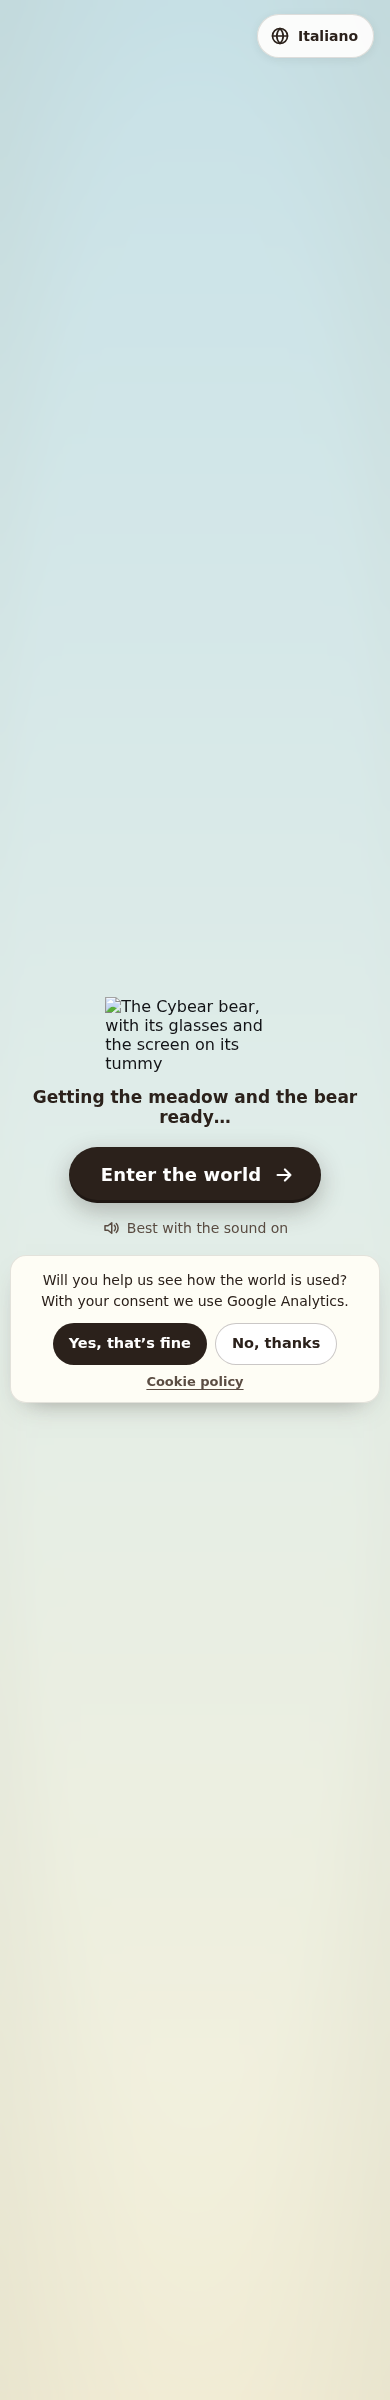 Italiano
The Cybear bear,
with its glasses and
the screen on its
tummy
Getting the meadow and the bear
ready…
Enter the world
Best with the sound on
Will you help us see how the world is used?
With your consent we use Google Analytics.
Yes, that’s fine
No, thanks
Cookie policy